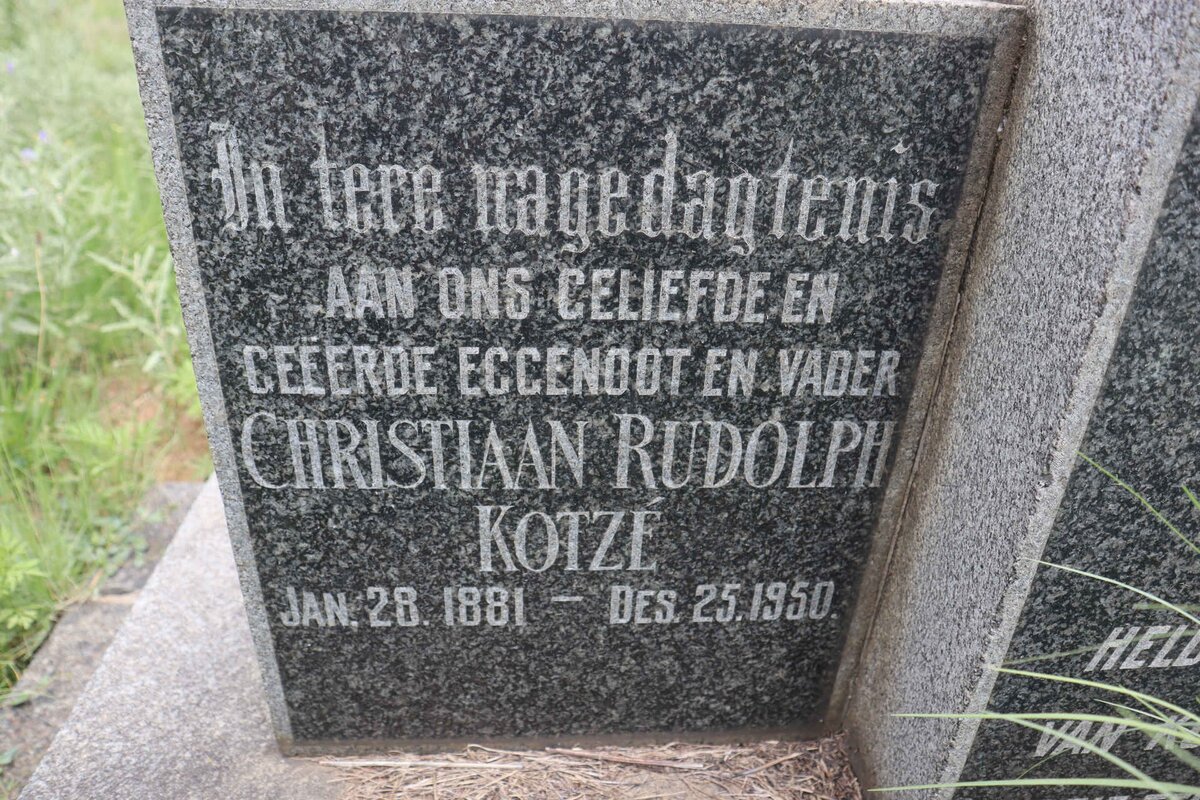 In tere nagedagtenis
AAN ONS GELIEFDE EN
GEËERDE EGGENOOT EN VADER
CHRISTIAAN RUDOLPH
KOTZÉ
JAN. 28. 1881 – DES. 25. 1950.
VAN